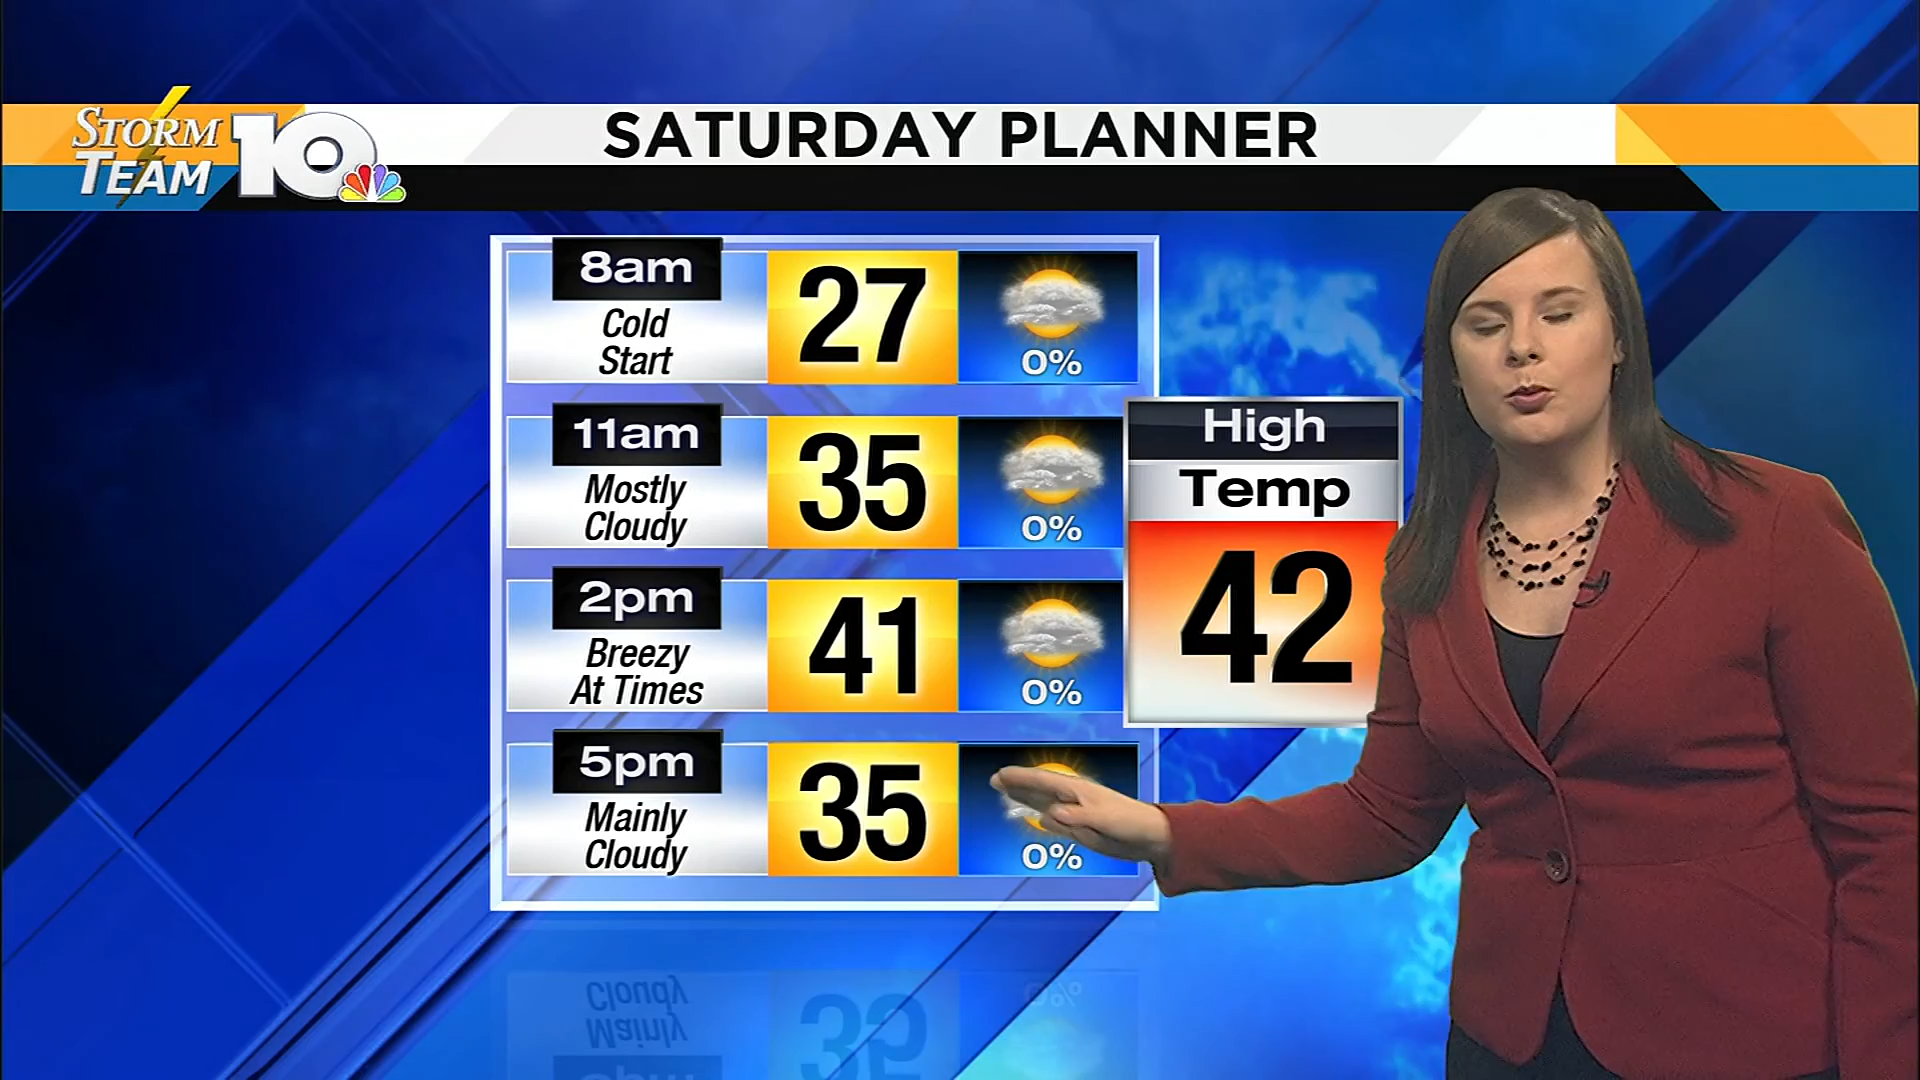 STORM
TEAM
10
SATURDAY PLANNER
8am
Cold
Start
27
0%
11am
Mostly
Cloudy
35
0%
2pm
Breezy
At Times
41
0%
5pm
Mainly
Cloudy
35
0%
High
Temp
42